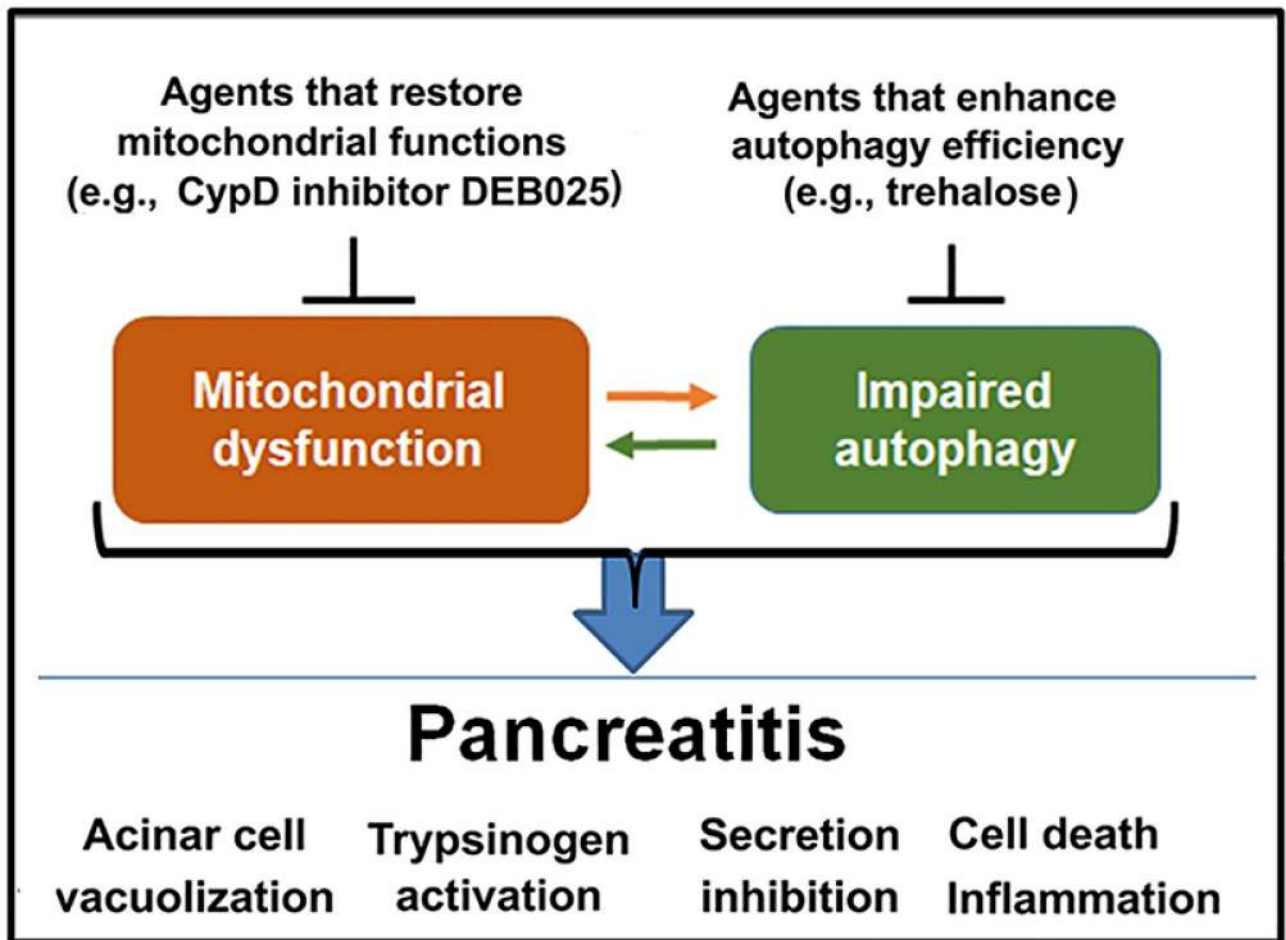 Agents that restore
mitochondrial functions
(e.g., CypD inhibitor DEB025)
Agents that enhance
autophagy efficiency
(e.g., trehalose)
Mitochondrial
dysfunction
Impaired
autophagy
Pancreatitis
Acinar cell
vacuolization
Trypsinogen
activation
Secretion
inhibition
Cell death
Inflammation